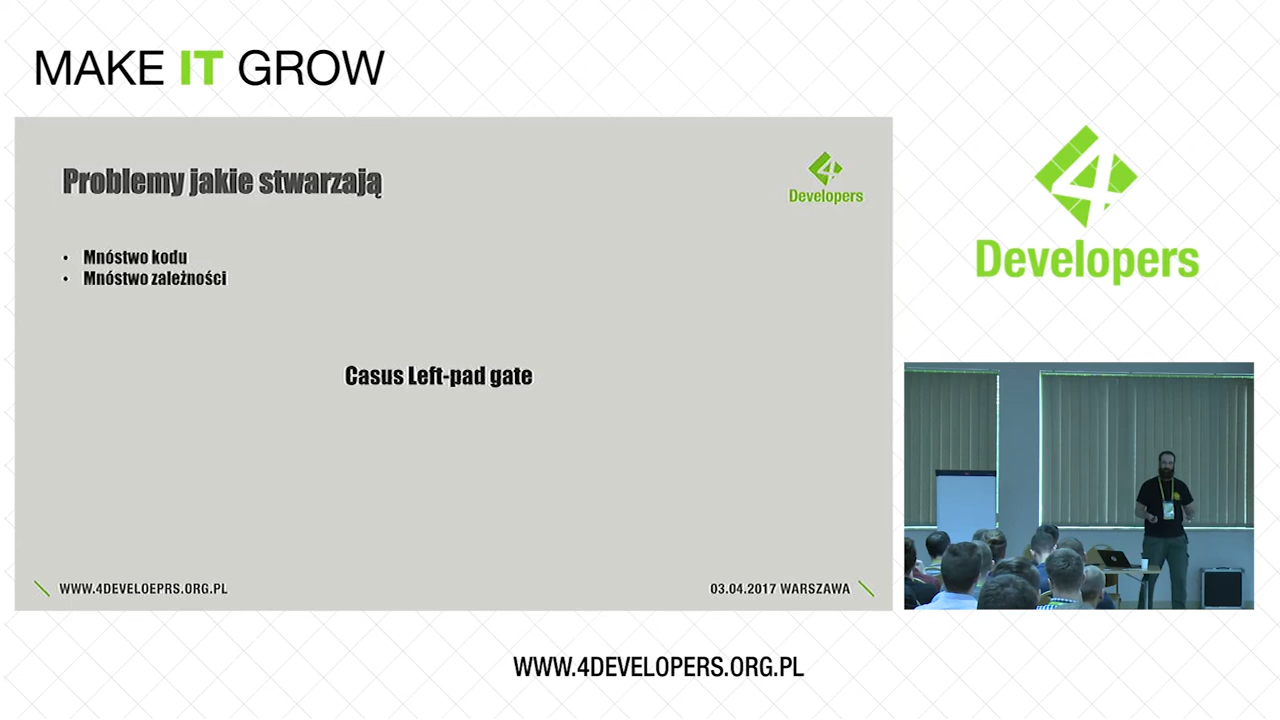 MAKE IT GROW
Problemy jakie stwarzają
4
Developers
• Mnóstwo kodu
• Mnóstwo zależności
Casus Left-pad gate
WWW.4DEVELOEPRS.ORG.PL
03.04.2017 WARSZAWA
4
Developers
WWW.4DEVELOPERS.ORG.PL